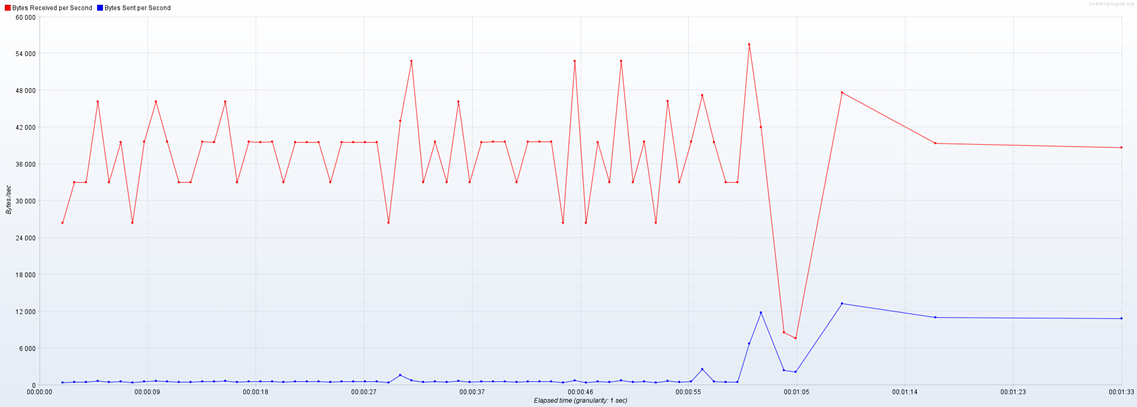 jmeter-plugins.org
Bytes Received per Second Bytes Sent per Second
60 000
54 000
48 000
42 000
36 000
30 000
24 000
18 000
12 000
6 000
0
Bytes /sec
00:00:00 00:00:09 00:00:18 00:00:27 00:00:37 00:00:46 00:00:55 00:01:05 00:01:14 00:01:23 00:01:33
Elapsed time (granularity: 1 sec)